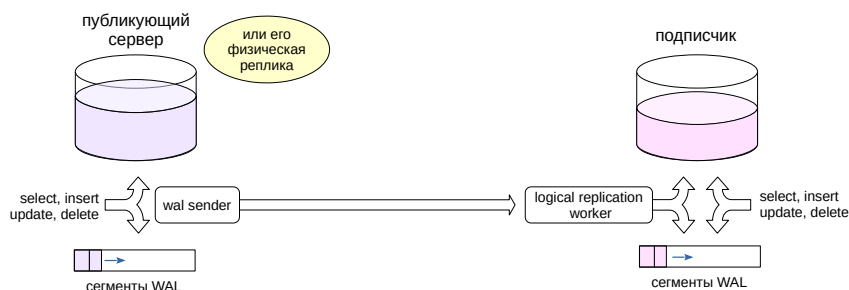 публикующий
сервер
или его
физическая
реплика
подписчик
select, insert
update, delete
wal sender
logical replication
worker
select, insert
update, delete
сегменты WAL
сегменты WAL